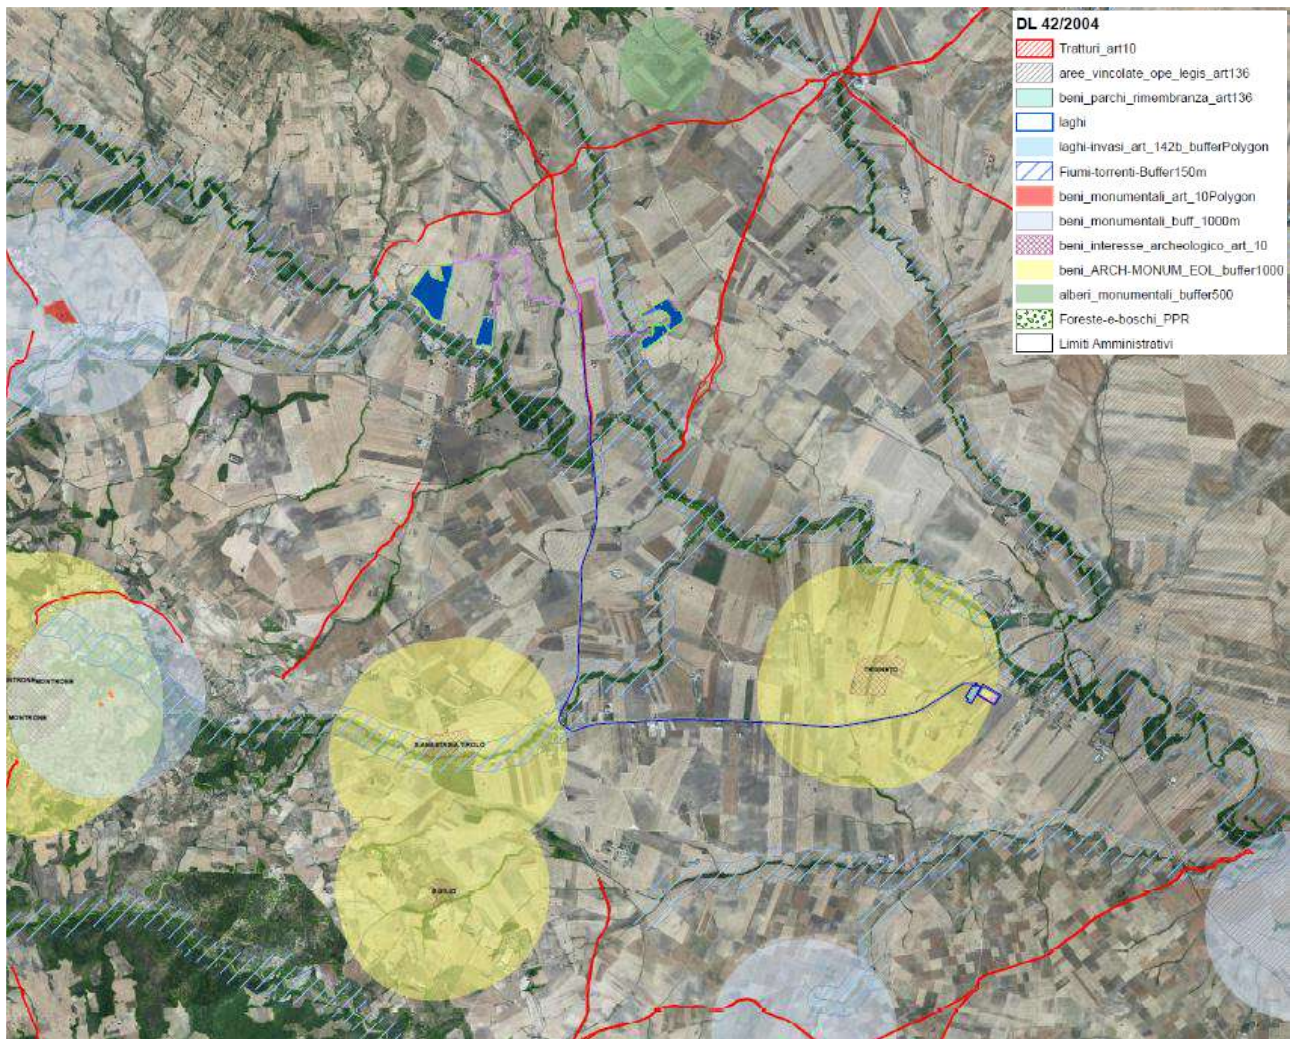 DL 42/2004
Tratturi_art10
aree_vincolate_ope_legis_art136
beni_parchi_rimembranza_art136
laghi
laghi-invasi_art_142b_bufferPolygon
Fiumi-torrenti-Buffer150m
beni_monumentali_art_10Polygon
beni_monumentali_buff_1000m
beni_interesse_archeologico_art_10
beni_ARCH-MONUM_EOL_buffer1000
alberi_monumentali_buffer500
Foreste-e-boschi_PPR
Limiti Amministrativi
MONTRONE
MONTRONE